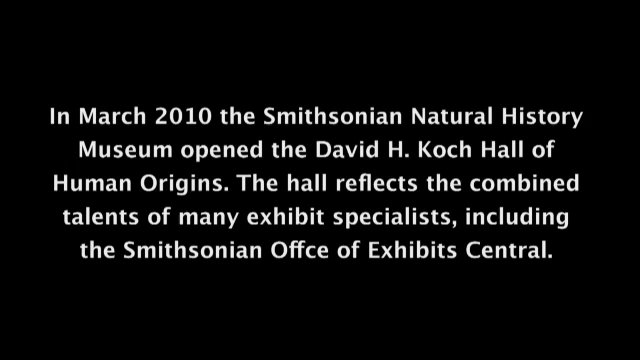 In March 2010 the Smithsonian Natural History
Museum opened the David H. Koch Hall of
Human Origins. The hall reflects the combined
talents of many exhibit specialists, including
the Smithsonian Offce of Exhibits Central.